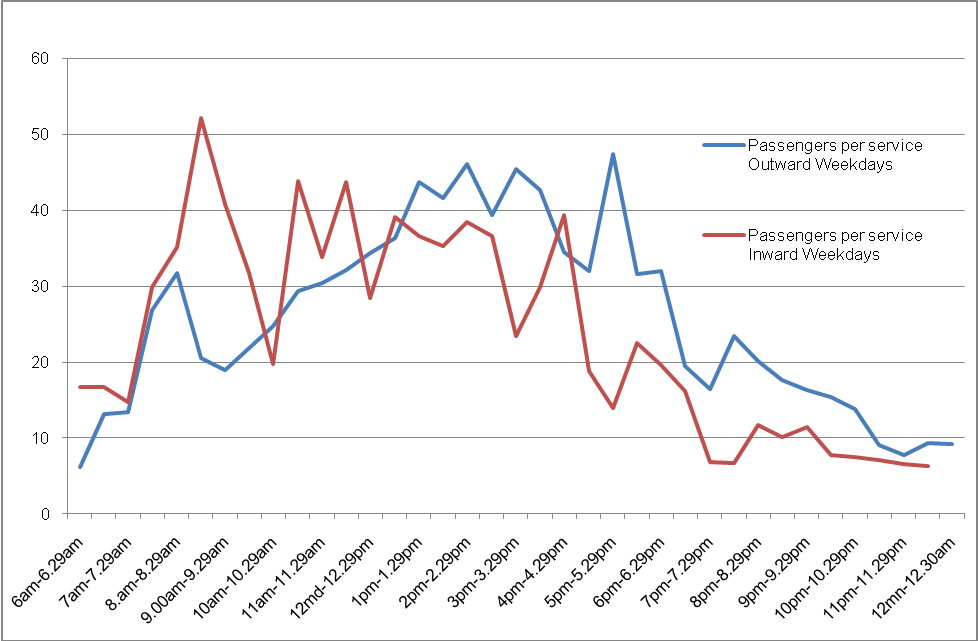 60
50
40
30
20
10
0
Passengers per service
Outward Weekdays
Passengers per service
Inward Weekdays
6am-6.29am
7am-7.29am
8.am-8.29am
9.00am-9.29am
10am-10.29am
11am-11.29am
12md-12.29pm
1pm-1.29pm
2pm-2.29pm
3pm-3.29pm
4pm-4.29pm
5pm-5.29pm
6pm-6.29pm
7pm-7.29pm
8pm-8.29pm
9pm-9.29pm
10pm-10.29pm
11pm-11.29pm
12mn-12.30am